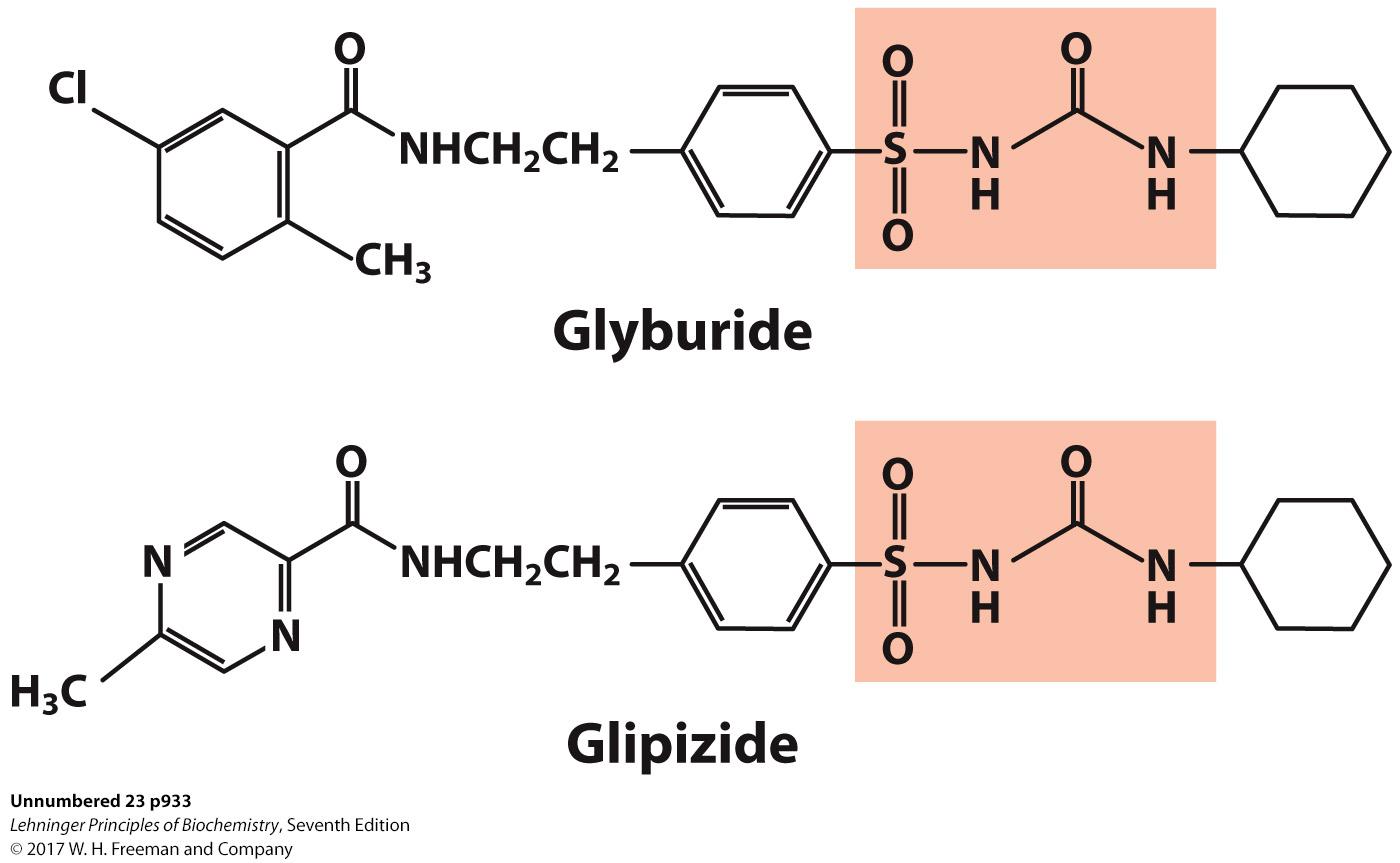 O
O
O
Cl
NHCH₂CH₂
S
N
N
H
H
O
CH₃
Glyburide
O
O
O
N
NHCH₂CH₂
S
N
N
H
H
N
O
H₃C
Glipizide
Unnumbered 23 p933
Lehninger Principles of Biochemistry, Seventh Edition
© 2017 W. H. Freeman and Company